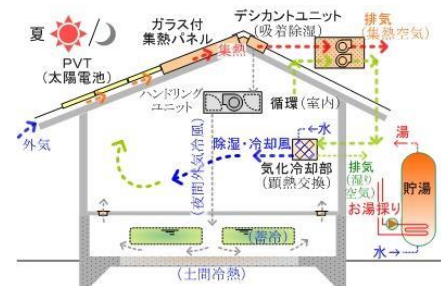 夏
ガラス付
集熱パネル
デシカントユニット
(吸着除湿)
排気
(集熱空気)
PVT
(太陽電池)
集熱
ハンドリング
ユニット
循環(室内)
外気
除湿・冷却風
水
気化冷却部
(顕熱交換)
排気
(湿り
空気)
湯
貯湯
お湯採り
水
(夜間外気冷風)
(蓄冷)
(土間冷熱)